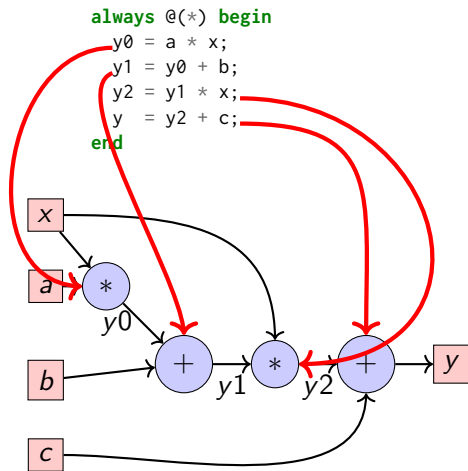 always @(*) begin
y0 = a * x;
y1 = y0 + b;
y2 = y1 * x;
y  = y2 + c;
end
x
a
*
y0
b
+
y1
*
y2
+
y
c